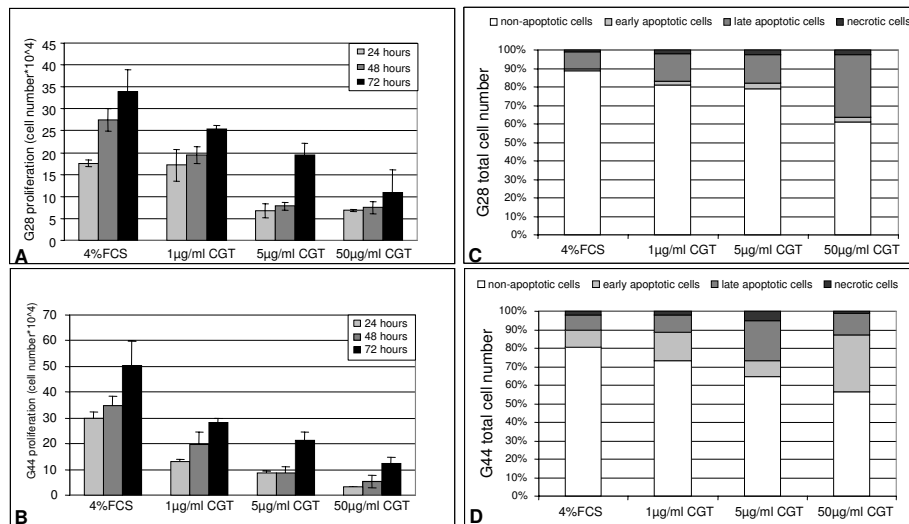 G28 proliferation (cell number*10^4)
45
40
35
30
25
20
15
10
5
0
24 hours
48 hours
72 hours
4%FCS
1µg/ml CGT
5µg/ml CGT
50µg/ml CGT
A
non-apoptotic cells
early apoptotic cells
late apoptotic cells
necrotic cells
G28 total cell number
100%
90%
80%
70%
60%
50%
40%
30%
20%
10%
0%
4%FCS
1µg/ml CGT
5µg/ml CGT
50µg/ml CGT
C
G44 proliferation (cell number*10^4)
70
60
50
40
30
20
10
0
24 hours
48 hours
72 hours
4%FCS
1µg/ml CGT
5µg/ml CGT
50µg/ml CGT
B
non-apoptotic cells
early apoptotic cells
late apoptotic cells
necrotic cells
G44 total cell number
100%
90%
80%
70%
60%
50%
40%
30%
20%
10%
0%
4%FCS
1µg/ml CGT
5µg/ml CGT
50µg/ml CGT
D